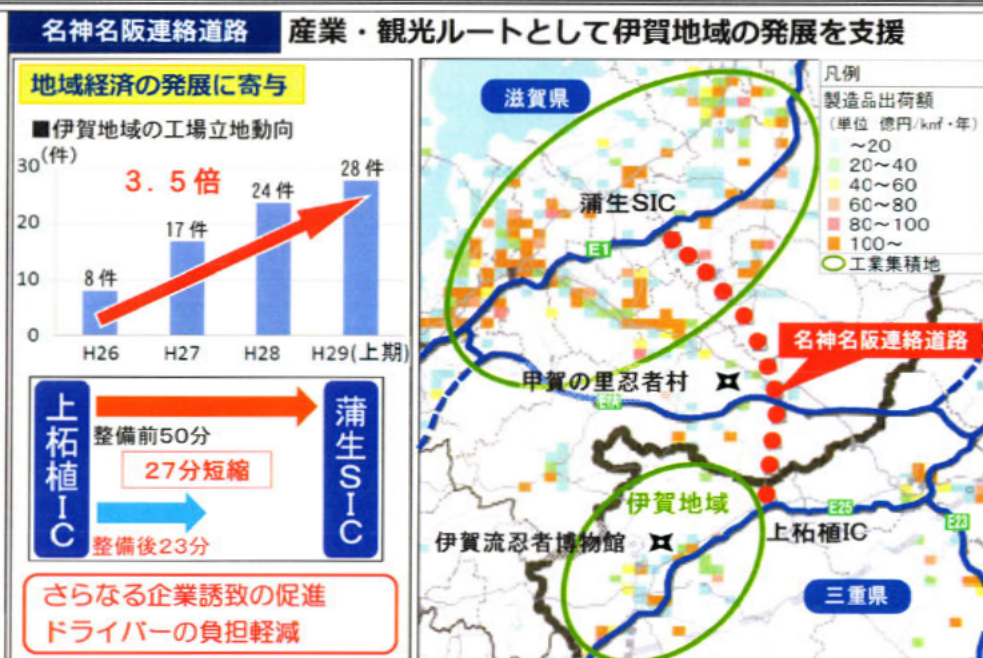 名神名阪連絡道路
産業・観光ルートとして伊賀地域の発展を支援
地域経済の発展に寄与
■伊賀地域の工場立地動向
(件)
30
20
10
0
3.5倍
8件
17件
24件
28件
H26
H27
H28
H29(上期)
上柘植IC
整備前50分
27分短縮
整備後23分
蒲生SIC
さらなる企業誘致の促進
ドライバーの負担軽減
滋賀県
蒲生SIC
E1
名神名阪連絡道路
甲賀の里忍者村
E1A
伊賀地域
伊賀流忍者博物館
上柘植IC
E25
E23
三重県
凡例
製造品出荷額
(単位 億円/km²・年)
～20
20～40
40～60
60～80
80～100
100～
工業集積地